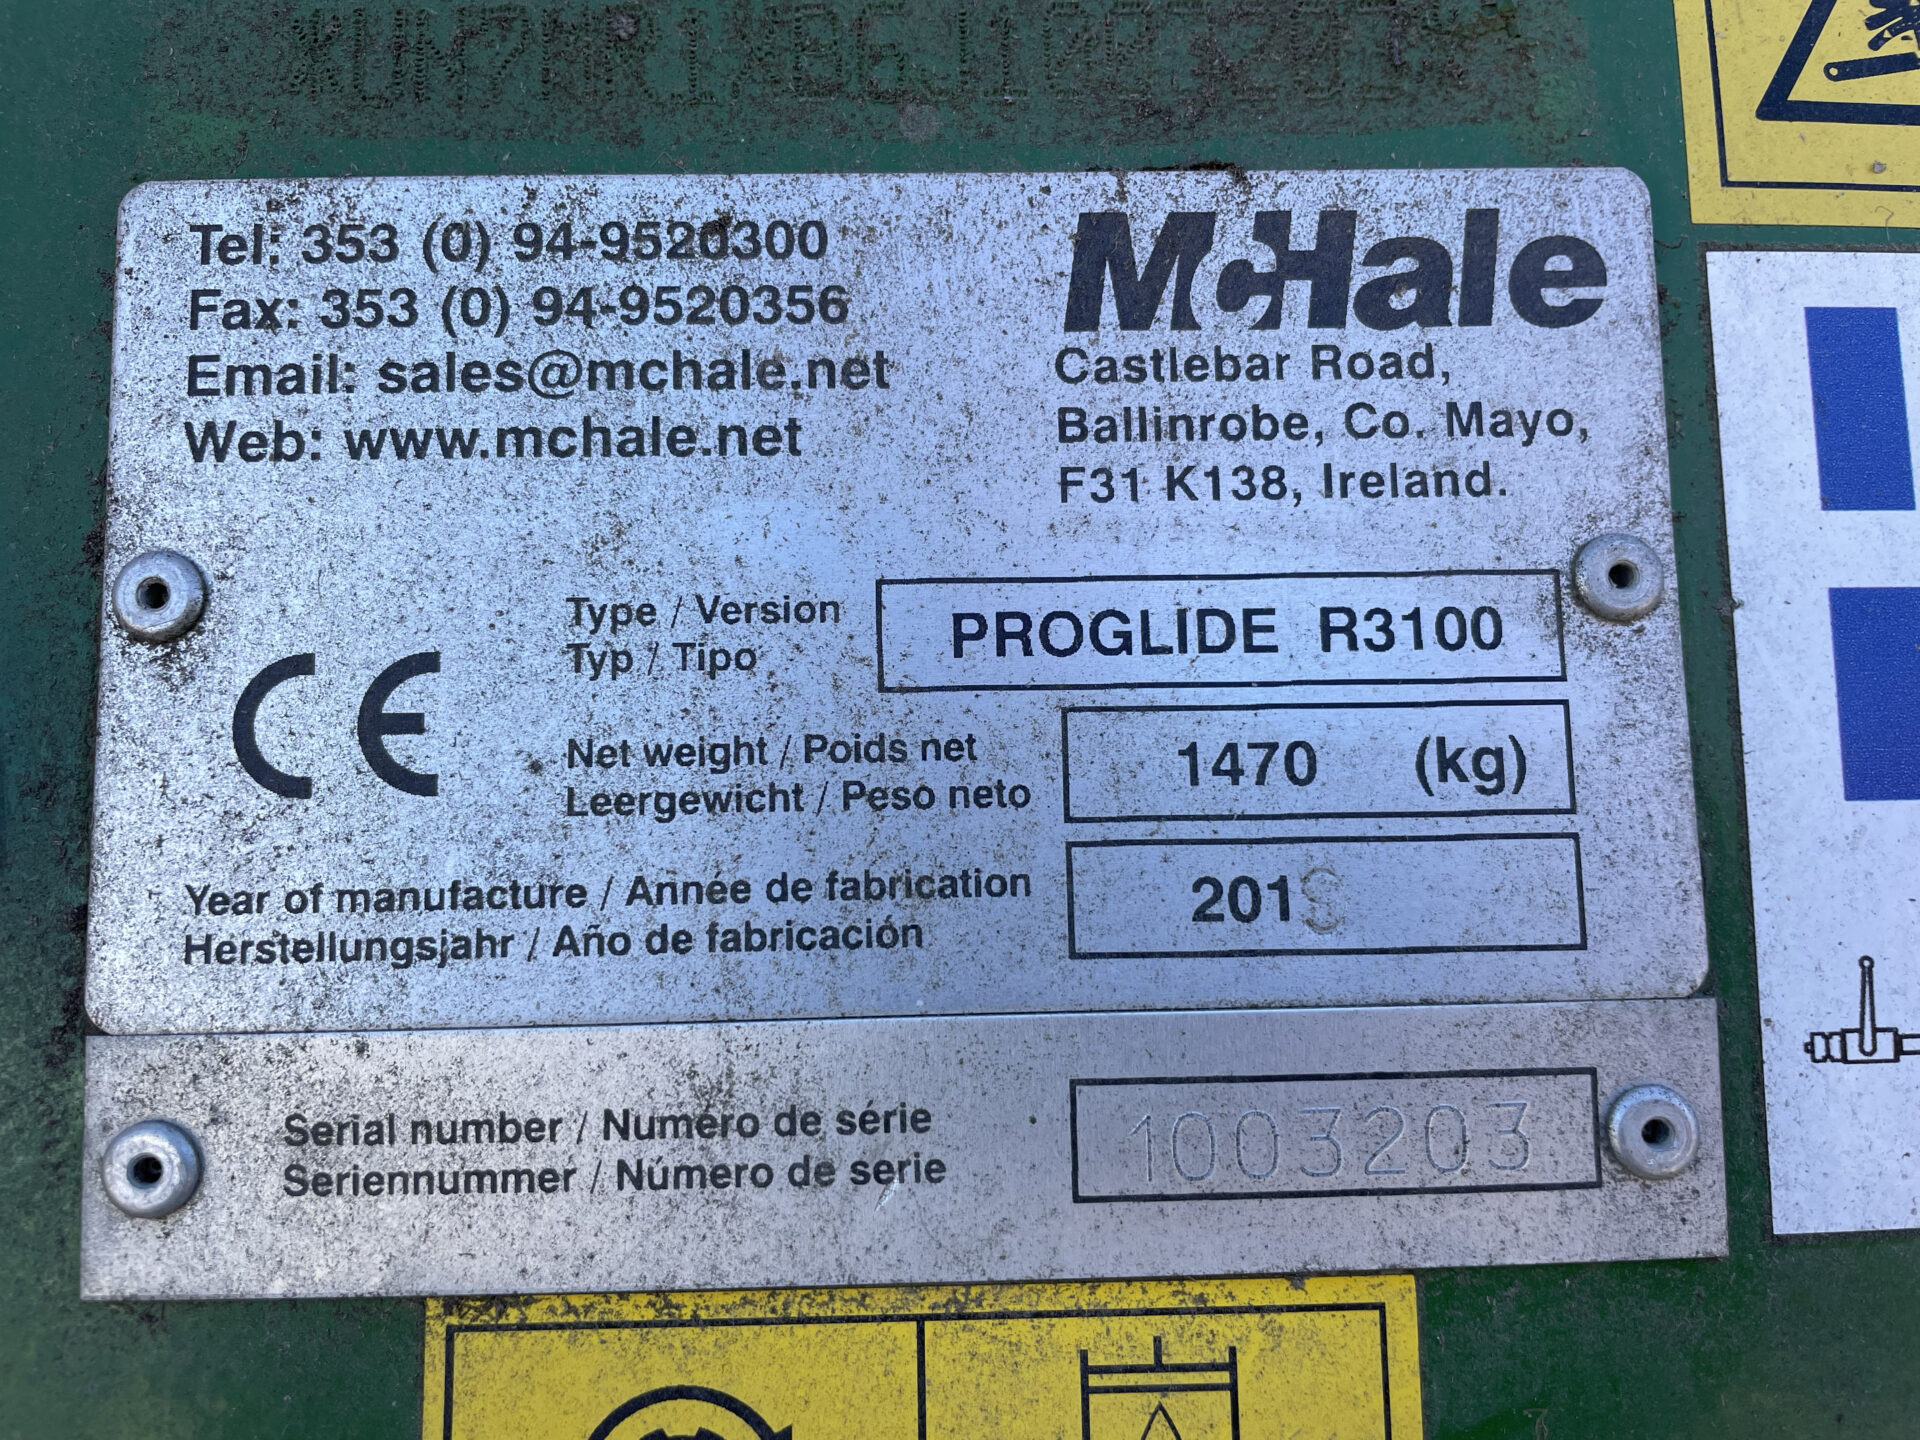 Tel: 353 (0) 94-9520300
Fax: 353 (0) 94-9520356
Email: sales@mchale.net
Web: www.mchale.net
McHale
Castlebar Road,
Ballinrobe, Co. Mayo,
F31 K138, Ireland.
CE
Type / Version
Typ / Tipo
PROGLIDE R3100
Net weight / Poids net
Leergewicht / Peso neto
1470 (kg)
Year of manufacture / Année de fabrication
Herstellungsjahr / Año de fabricación
Serial number / Numéro de série
Seriennummer / Número de serie
1003203